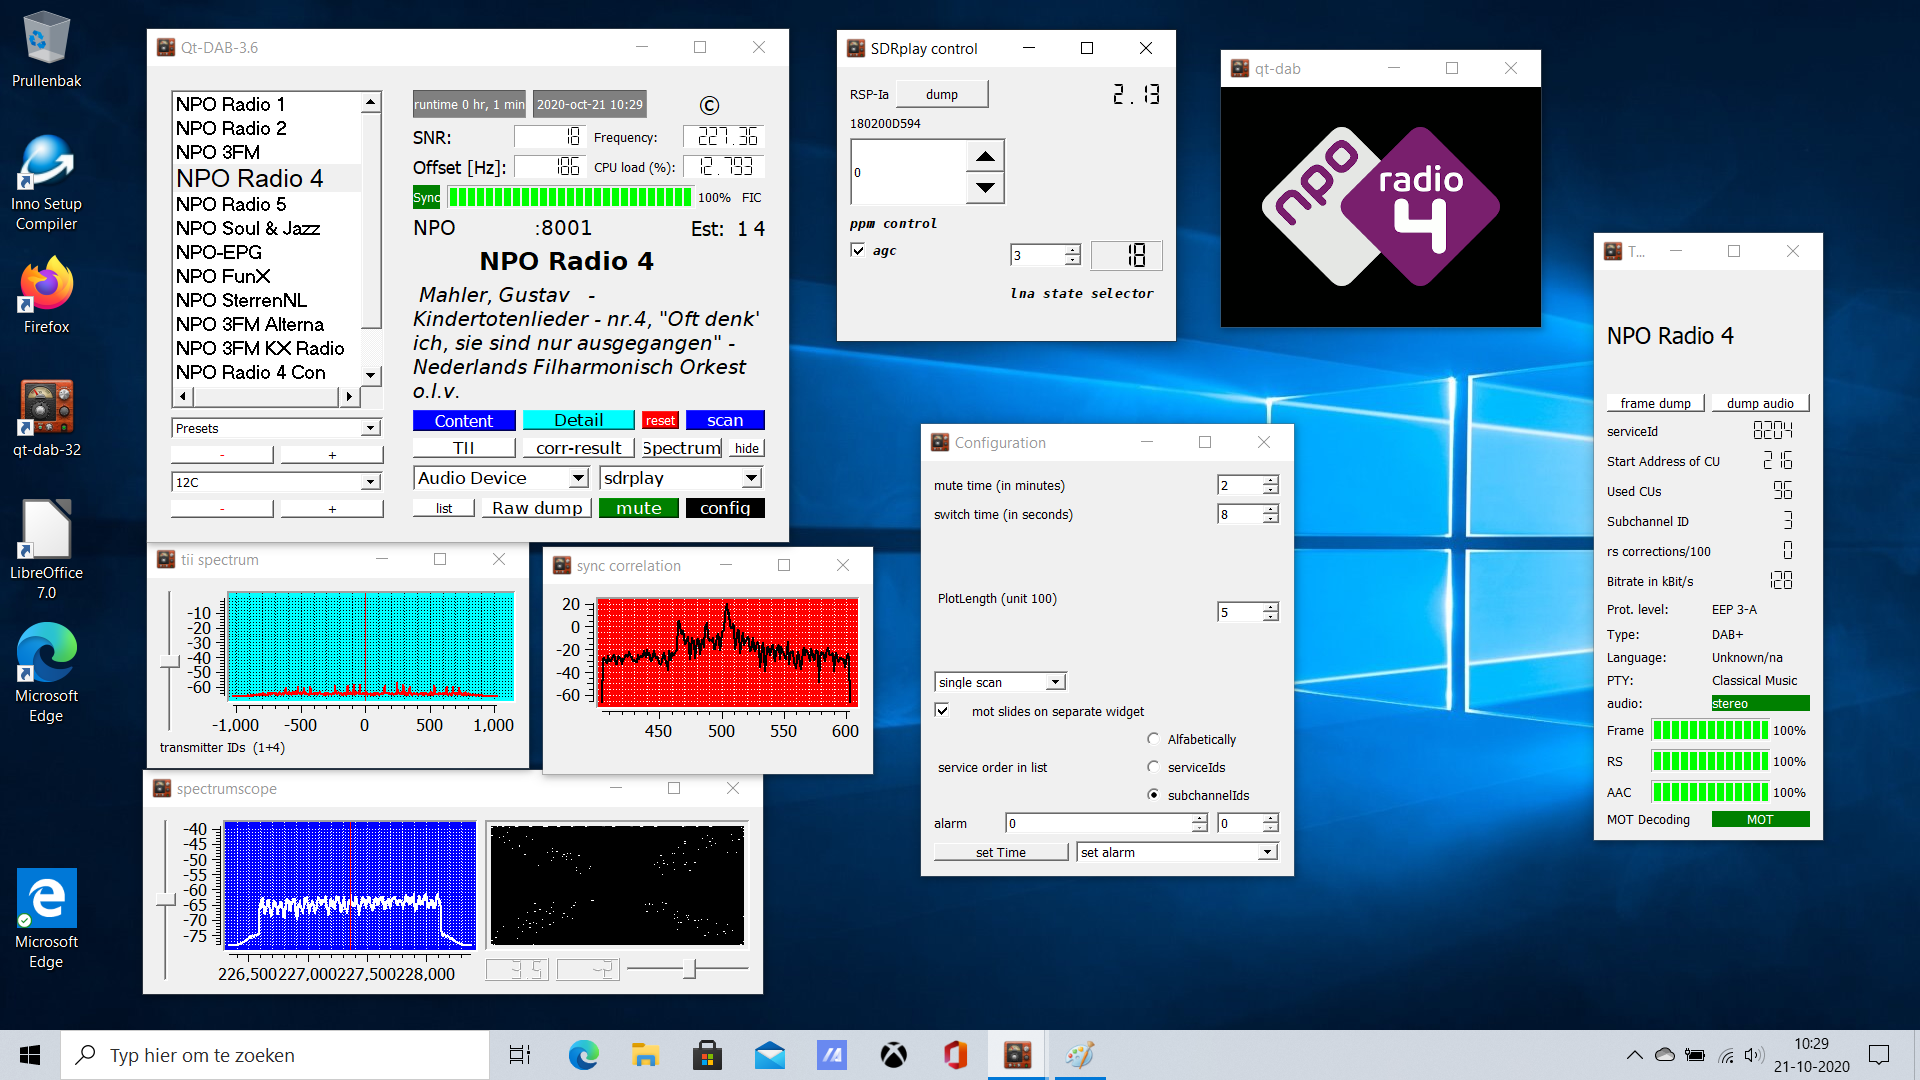 Prullenbak
Inno Setup
Compiler
Firefox
qt-dab-32
LibreOffice
7.0
Microsoft
Edge
Microsoft
Edge
Qt-DAB-3.6
NPO Radio 1
NPO Radio 2
NPO 3FM
NPO Radio 4
NPO Radio 5
NPO Soul & Jazz
NPO-EPG
NPO FunX
NPO SterrenNL
NPO 3FM Alterna
NPO 3FM KX Radio
NPO Radio 4 Con
Presets
- +
12C
- +
runtime 0 hr, 1 min 2020-oct-21 10:29 ©
SNR: 18 Frequency: 227.36
Offset [Hz]: 186 CPU load (%): 12.793
Sync 100% FIC
NPO :8001 Est: 1 4
NPO Radio 4
Mahler, Gustav -
Kindertotenlieder - nr.4, "Oft denk'
ich, sie sind nur ausgegangen" -
Nederlands Filharmonisch Orkest
o.l.v.
Content Detail reset scan
TII corr-result Spectrum hide
Audio Device sdrplay
list Raw dump mute config
tii spectrum
-10
-20
-30
-40
-50
-60
-1,000 -500 0 500 1,000
transmitter IDs (1+4)
sync correlation
20
0
-20
-40
-60
450 500 550 600
spectrumscope
-40
-45
-50
-55
-60
-65
-70
-75
226,500 227,000 227,500 228,000
3.5 -2
SDRplay control
RSP-Ia dump 2.13
180200D594
0
ppm control
agc 3 18
lna state selector
qt-dab
npo radio 4
Configuration
mute time (in minutes) 2
switch time (in seconds) 8
PlotLength (unit 100) 5
single scan
mot slides on separate widget
Alfabetically
service order in list serviceIds
subchannelIds
alarm 0 0
set Time set alarm
T...
NPO Radio 4
frame dump dump audio
serviceId 8204
Start Address of CU 216
Used CUs 96
Subchannel ID 3
rs corrections/100 0
Bitrate in kBit/s 128
Prot. level: EEP 3-A
Type: DAB+
Language: Unknown/na
PTY: Classical Music
audio: stereo
Frame 100%
RS 100%
AAC 100%
MOT Decoding MOT
Typ hier om te zoeken
10:29
21-10-2020